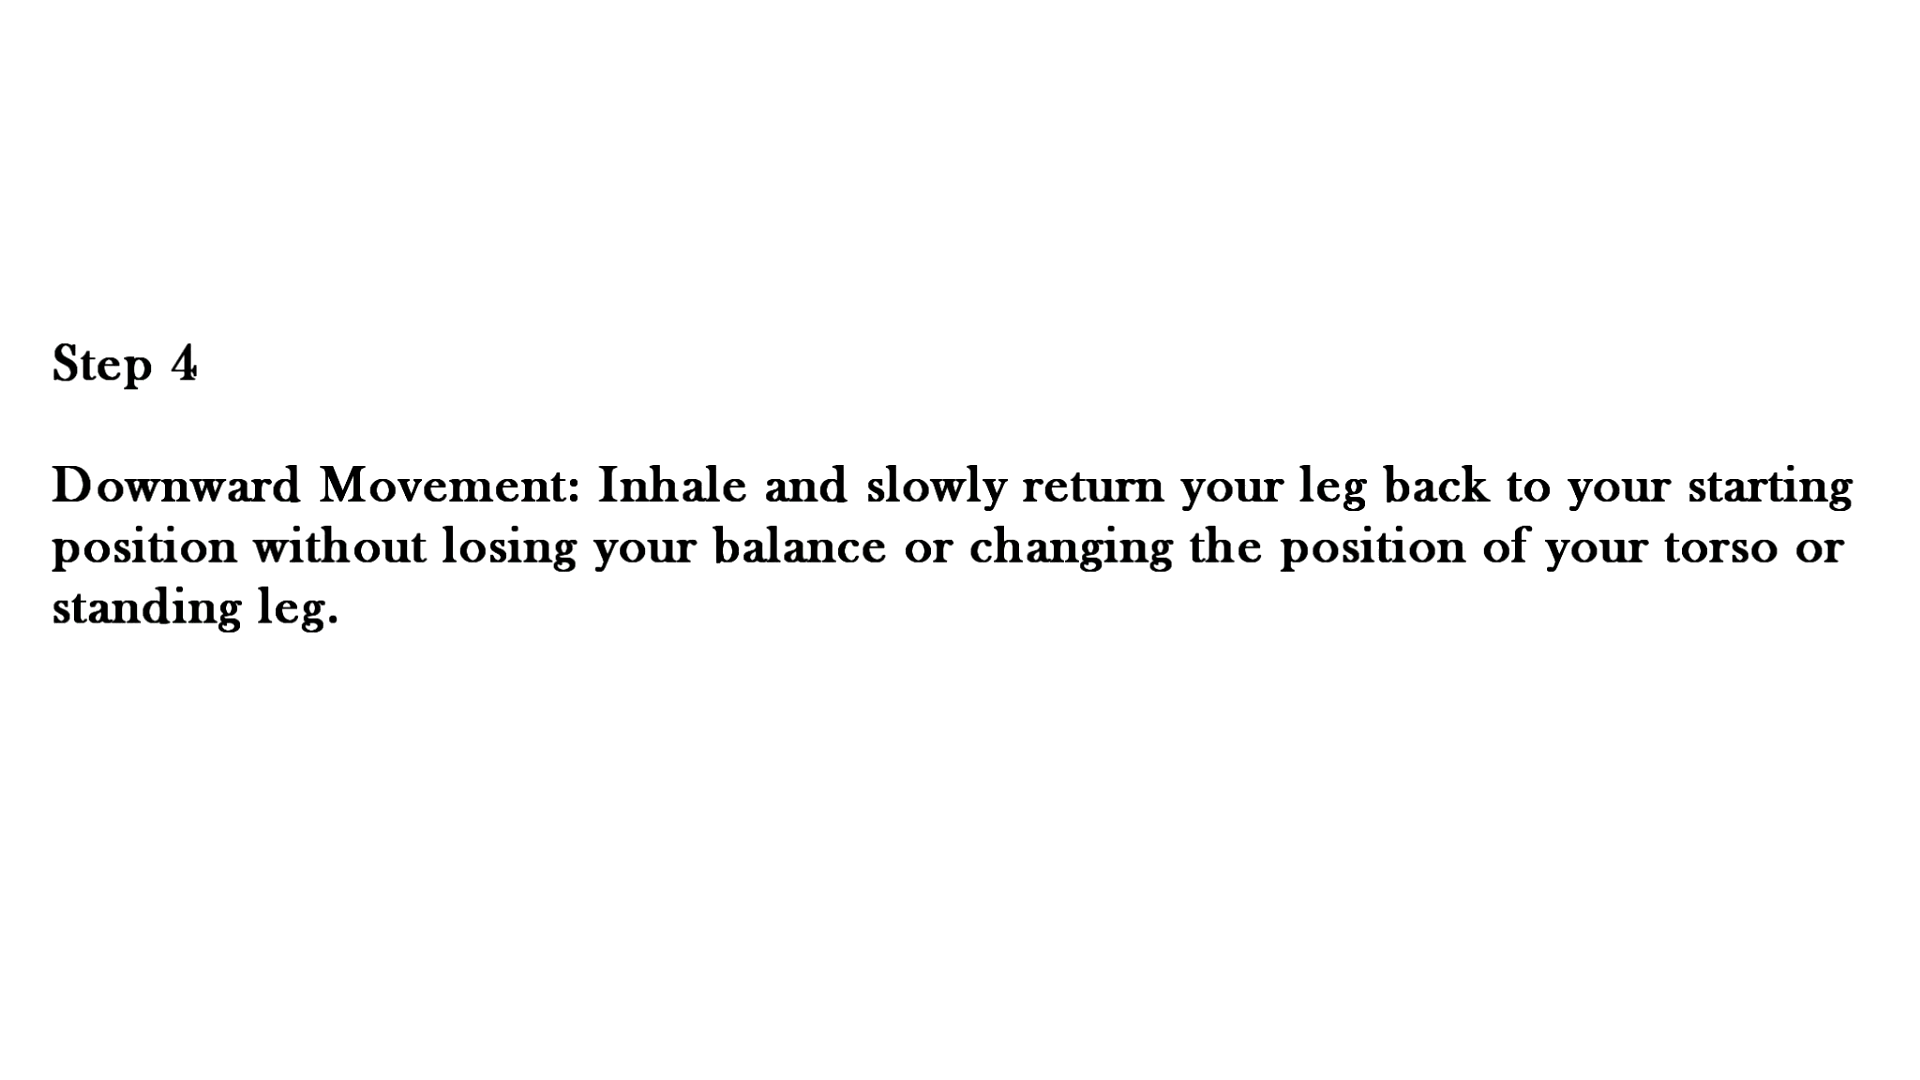 Step 4
Downward Movement: Inhale and slowly return your leg back to your starting
position without losing your balance or changing the position of your torso or
standing leg.